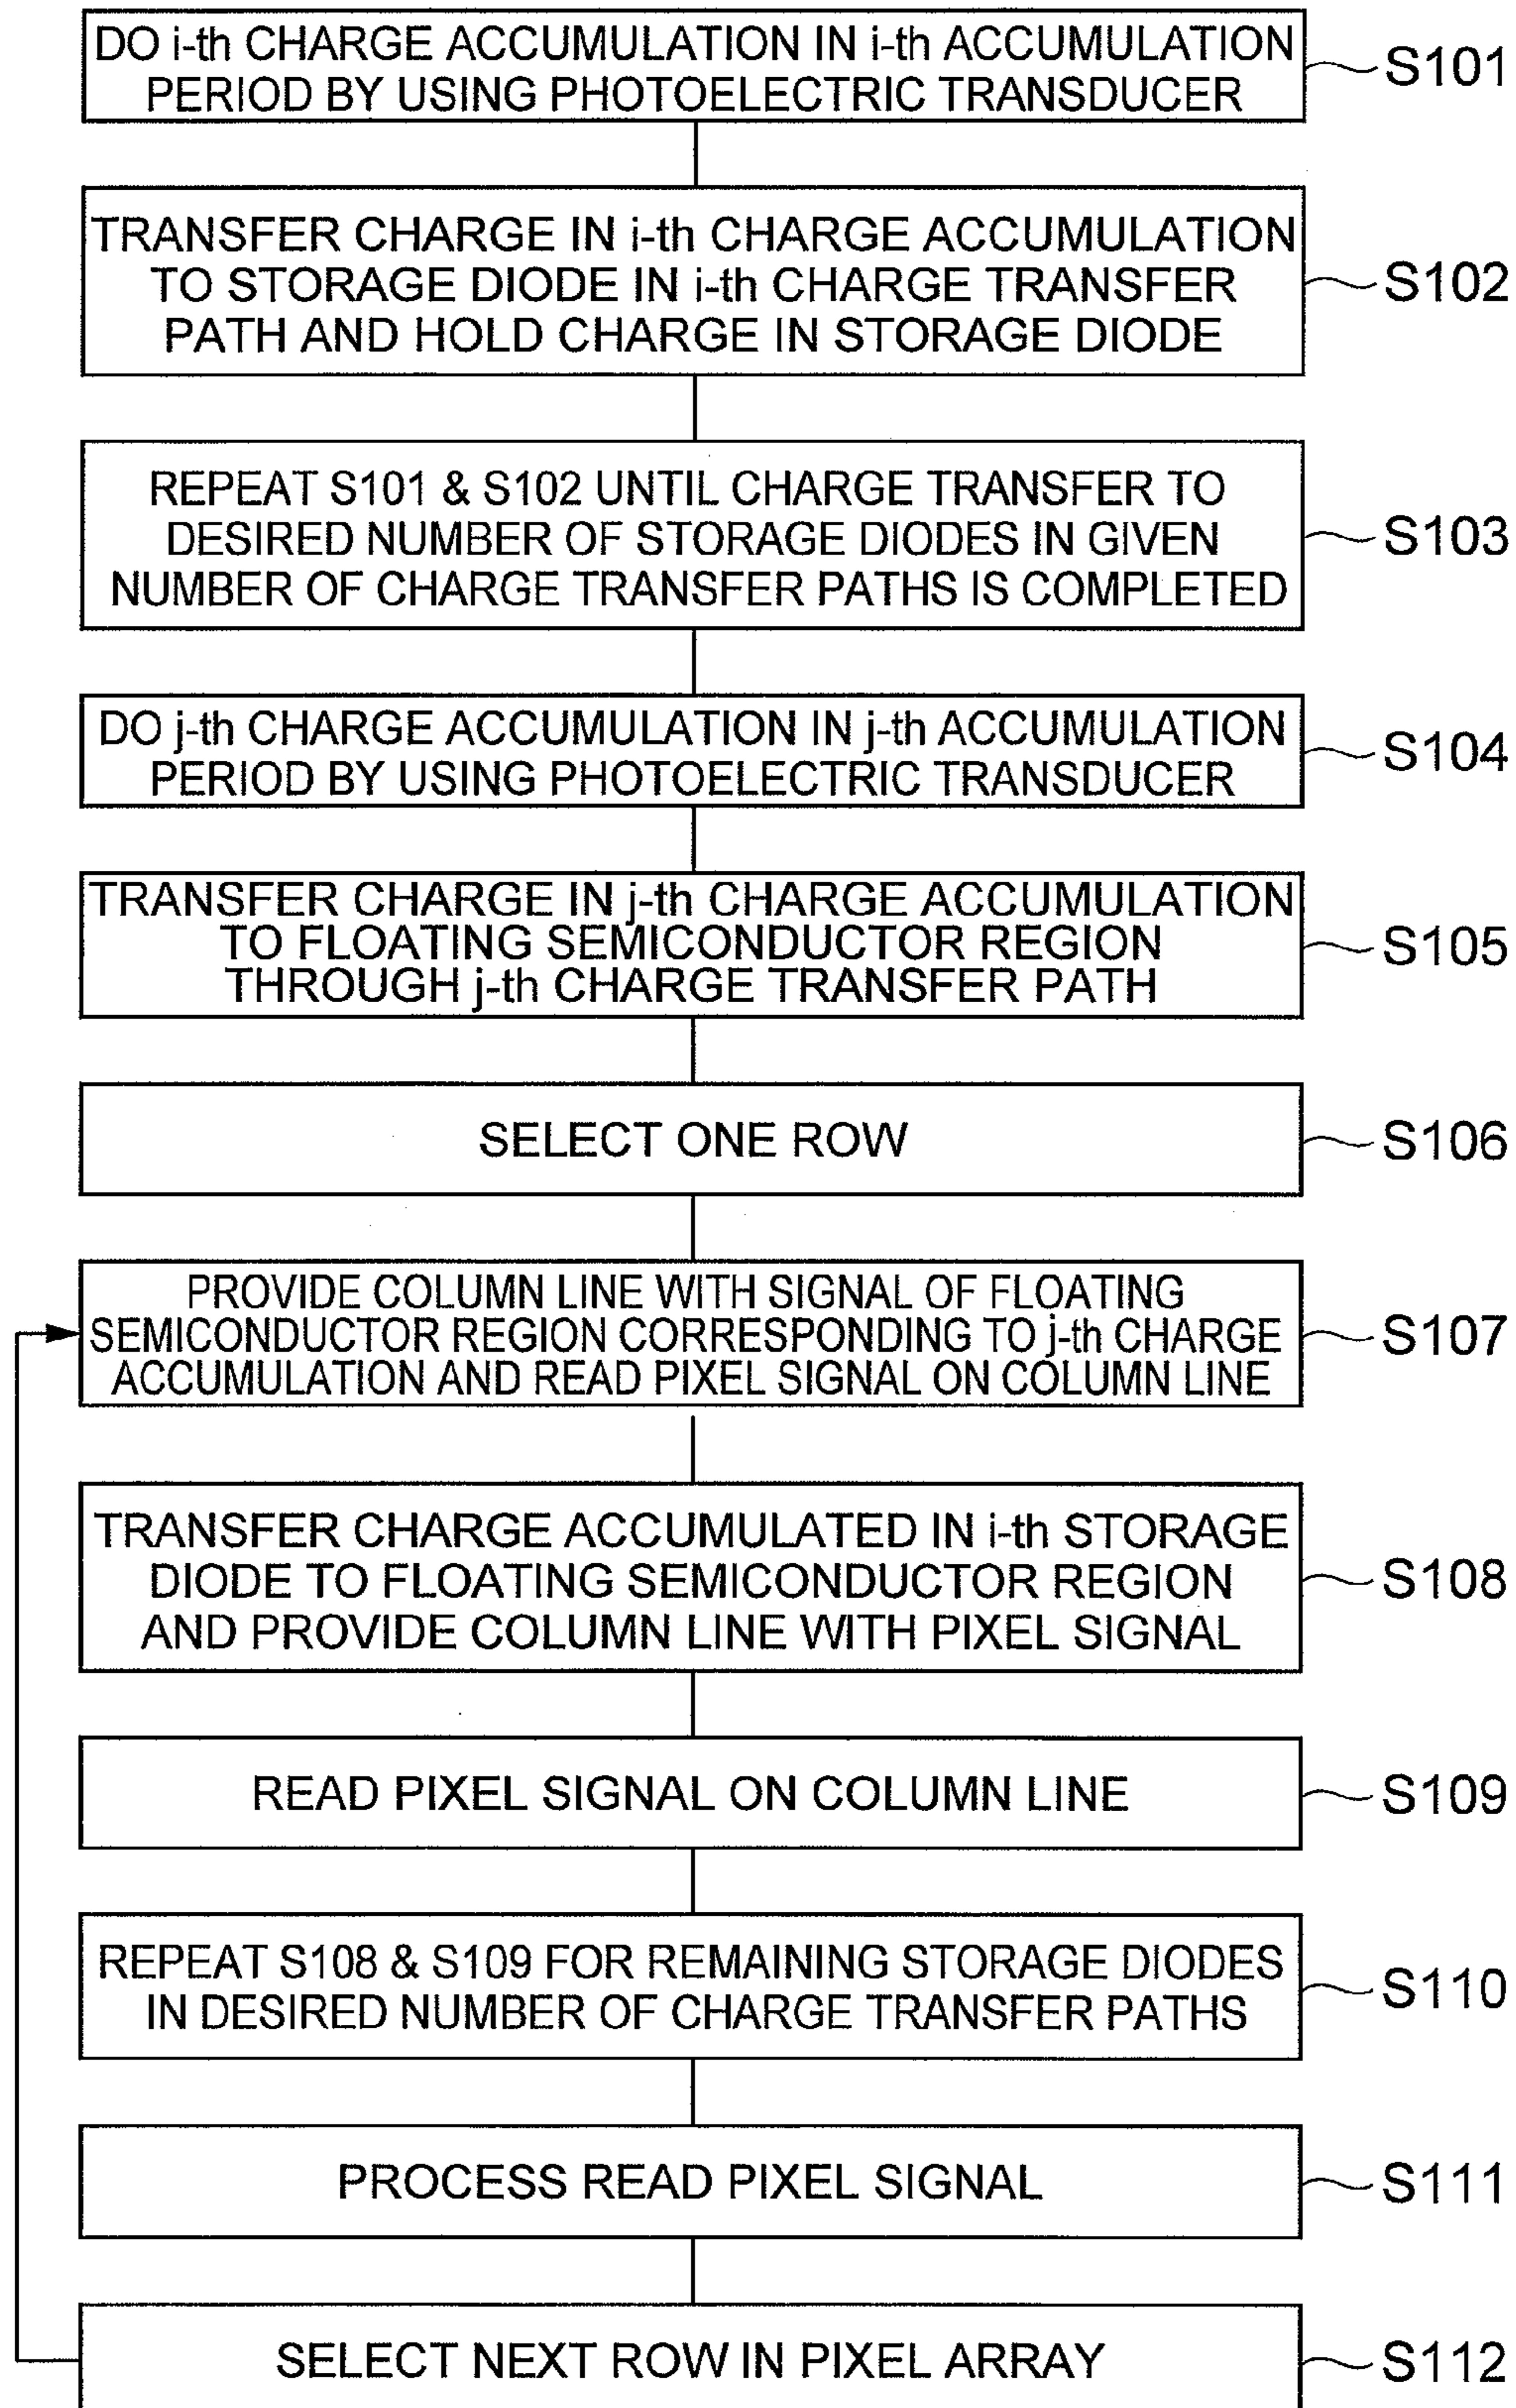 DO i-th CHARGE ACCUMULATION IN i-th ACCUMULATION
PERIOD BY USING PHOTOELECTRIC TRANSDUCER
S101
TRANSFER CHARGE IN i-th CHARGE ACCUMULATION
TO STORAGE DIODE IN i-th CHARGE TRANSFER
PATH AND HOLD CHARGE IN STORAGE DIODE
S102
REPEAT S101 & S102 UNTIL CHARGE TRANSFER TO
DESIRED NUMBER OF STORAGE DIODES IN GIVEN
NUMBER OF CHARGE TRANSFER PATHS IS COMPLETED
S103
DO j-th CHARGE ACCUMULATION IN j-th ACCUMULATION
PERIOD BY USING PHOTOELECTRIC TRANSDUCER
S104
TRANSFER CHARGE IN j-th CHARGE ACCUMULATION
TO FLOATING SEMICONDUCTOR REGION
THROUGH j-th CHARGE TRANSFER PATH
S105
SELECT ONE ROW
S106
PROVIDE COLUMN LINE WITH SIGNAL OF FLOATING
SEMICONDUCTOR REGION CORRESPONDING TO j-th CHARGE
ACCUMULATION AND READ PIXEL SIGNAL ON COLUMN LINE
S107
TRANSFER CHARGE ACCUMULATED IN i-th STORAGE
DIODE TO FLOATING SEMICONDUCTOR REGION
AND PROVIDE COLUMN LINE WITH PIXEL SIGNAL
S108
READ PIXEL SIGNAL ON COLUMN LINE
S109
REPEAT S108 & S109 FOR REMAINING STORAGE DIODES
IN DESIRED NUMBER OF CHARGE TRANSFER PATHS
S110
PROCESS READ PIXEL SIGNAL
S111
SELECT NEXT ROW IN PIXEL ARRAY
S112